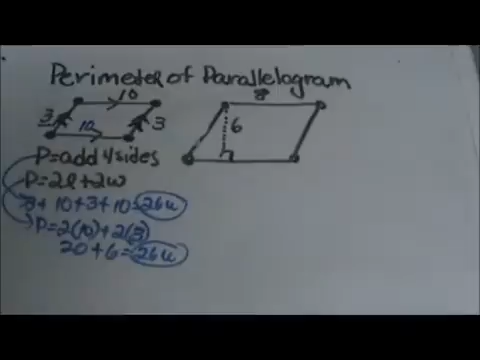 Perimeter of Parallelogram
10
3
10
3
8
6
P=add 4 sides
P=2l+2w
3+10+3+10=26u
P=2(10)+2(3)
20+6=26u